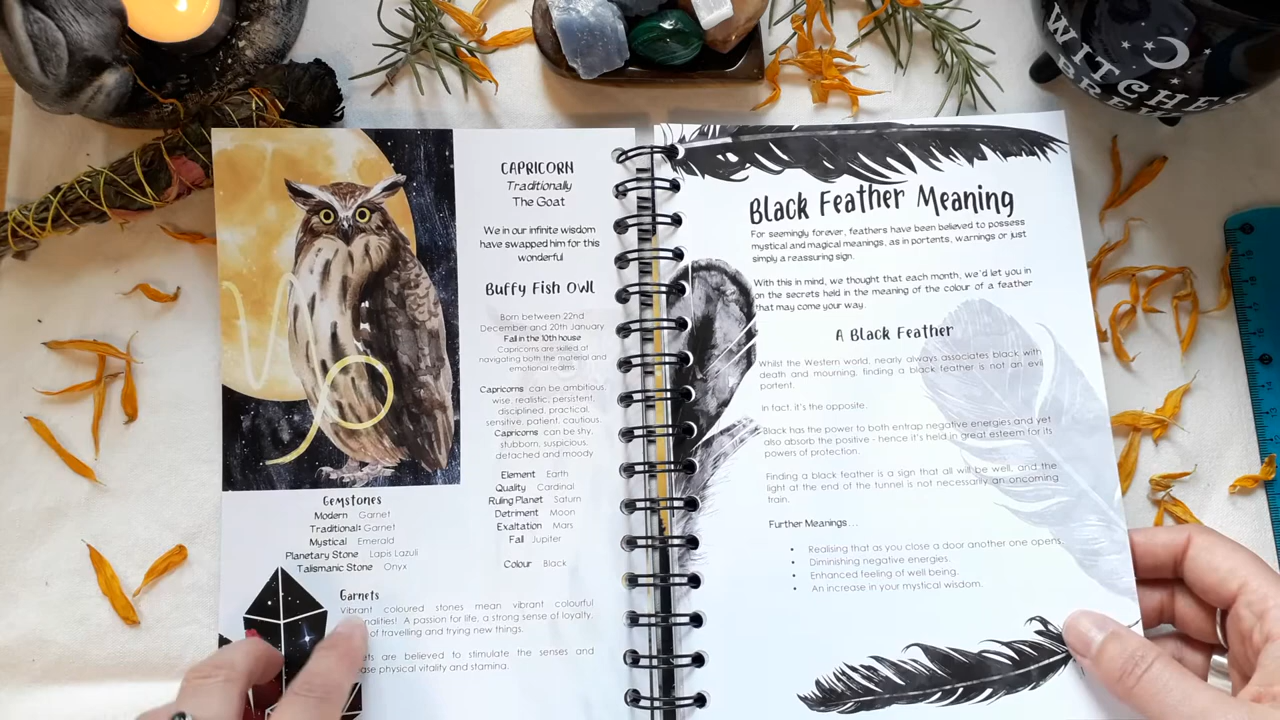 WITCHES
BREW
CAPRICORN
Traditionally
The Goat
We in our infinite wisdom
have swapped him for this
wonderful
Buffy Fish Owl
Born between 22nd
December and 20th January
Fall in the 10th house
Capricorns are skilled at
navigating both the material and
emotional realms.
Capricorns can be ambitious,
wise, realistic, persistent,
disciplined, practical,
sensitive, patient, cautious.
Capricorns can be shy,
stubborn, suspicious,
detached and moody
Element Earth
Quality Cardinal
Ruling Planet Saturn
Detriment Moon
Exaltation Mars
Fall Jupiter
Colour Black
Gemstones
Modern Garnet
Traditional: Garnet
Mystical Emerald
Planetary Stone Lapis Lazuli
Talismanic Stone Onyx
Garnets
Vibrant coloured stones mean vibrant colourful
A passion for life, a strong sense of loyalty,
of travelling and trying new things.
are believed to stimulate the senses and
physical vitality and stamina.
Black Feather Meaning
For seemingly forever, feathers have been believed to possess
mystical and magical meanings, as in portents, warnings or just
simply a reassuring sign.
With this in mind, we thought that each month, we'd let you in
on the secrets held in the meaning of the colour of a feather
that may come your way.
A Black Feather
Whilst the Western world, nearly always associates black with
death and mourning, finding a black feather is not an evil
portent.
In fact, it's the opposite.
Black has the power to both entrap negative energies and yet
also absorb the positive - hence it's held in great esteem for its
powers of protection.
Finding a black feather is a sign that all will be well, and the
light at the end of the tunnel is not necessarily an oncoming
train.
Further Meanings...
• Realising that as you close a door another one opens.
• Diminishing negative energies.
• Enhanced feeling of well being.
• An increase in your mystical wisdom.